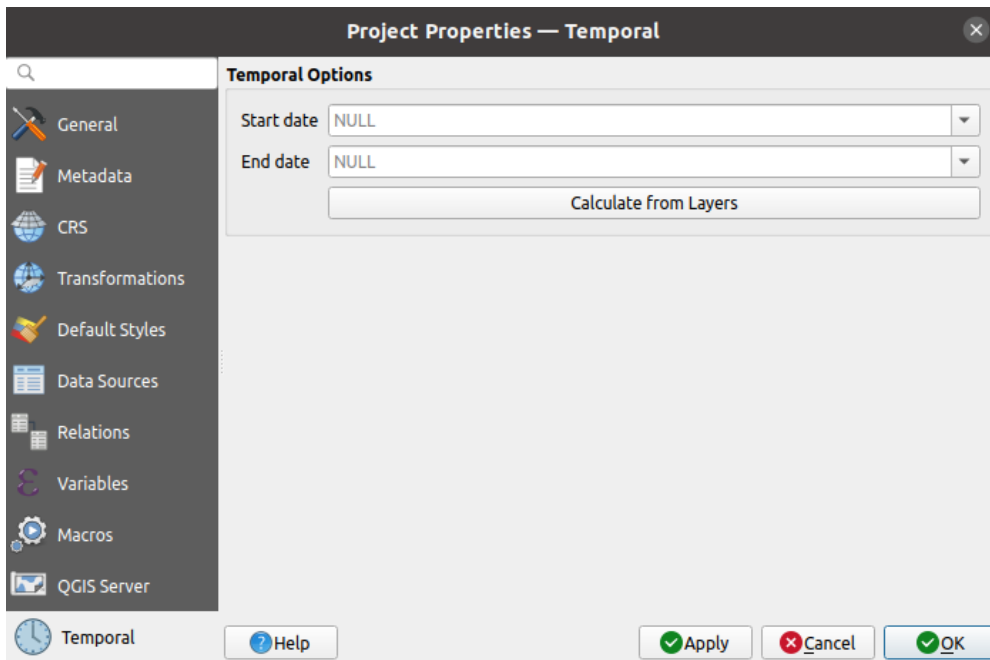 Project Properties — Temporal
Temporal Options
General
Start date NULL
Metadata
End date NULL
Calculate from Layers
CRS
Transformations
Default Styles
Data Sources
Relations
Variables
Macros
QGIS Server
Temporal
Help
Apply
Cancel
OK